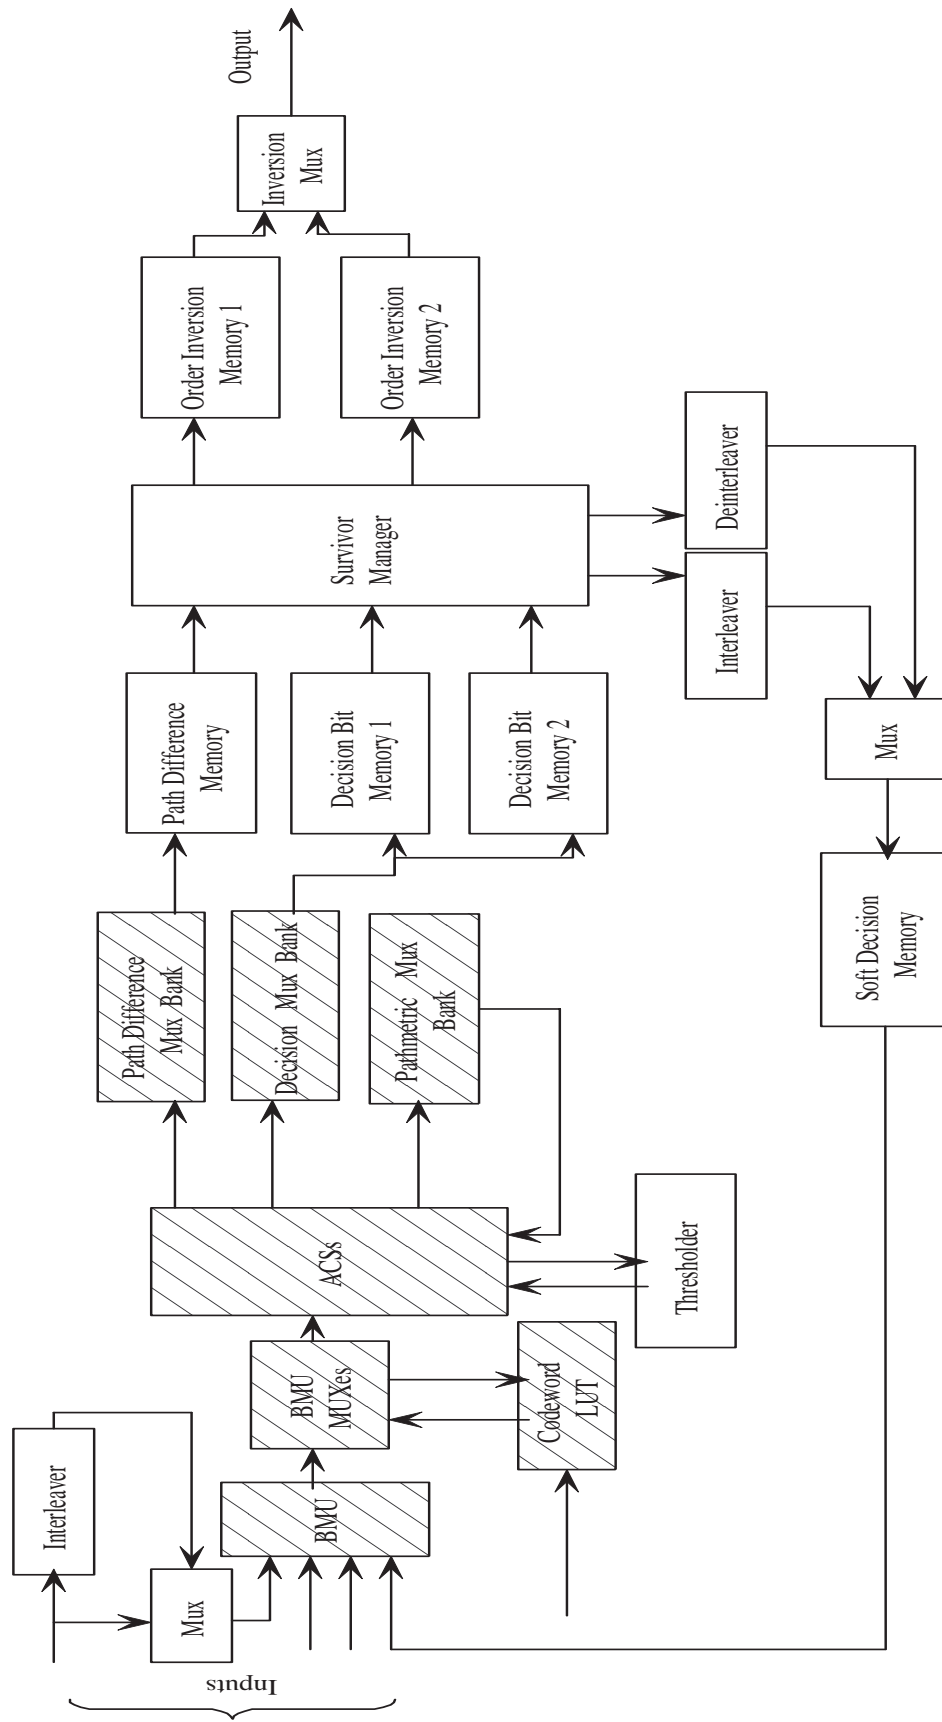 Inputs
Interleaver
Mux
BMU
BMU
MUXes
Codeword
LUT
ACSs
Thresholder
Path Difference
Mux Bank
Decision Mux Bank
Pathmetric Mux
Bank
Path Difference
Memory
Decision Bit
Memory 1
Decision Bit
Memory 2
Survivor
Manager
Order Inversion
Memory 1
Order Inversion
Memory 2
Inversion
Mux
Output
Interleaver
Deinterleaver
Mux
Soft Decision
Memory